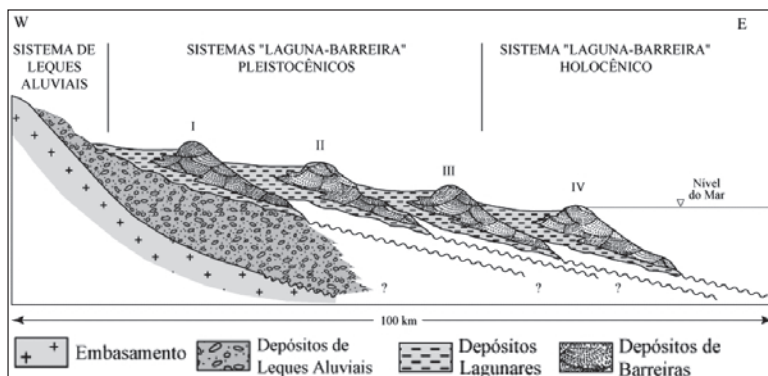 W
E
SISTEMA DE
LEQUES
ALUVIAIS
SISTEMAS "LAGUNA-BARREIRA"
PLEISTOCÊNICOS
SISTEMA "LAGUNA-BARREIRA"
HOLOCÊNICO
I
II
III
IV
Nível
do Mar
? ? ?
100 km
Embasamento
Depósitos de
Leques Aluviais
Depósitos
Lagunares
Depósitos de
Barreiras